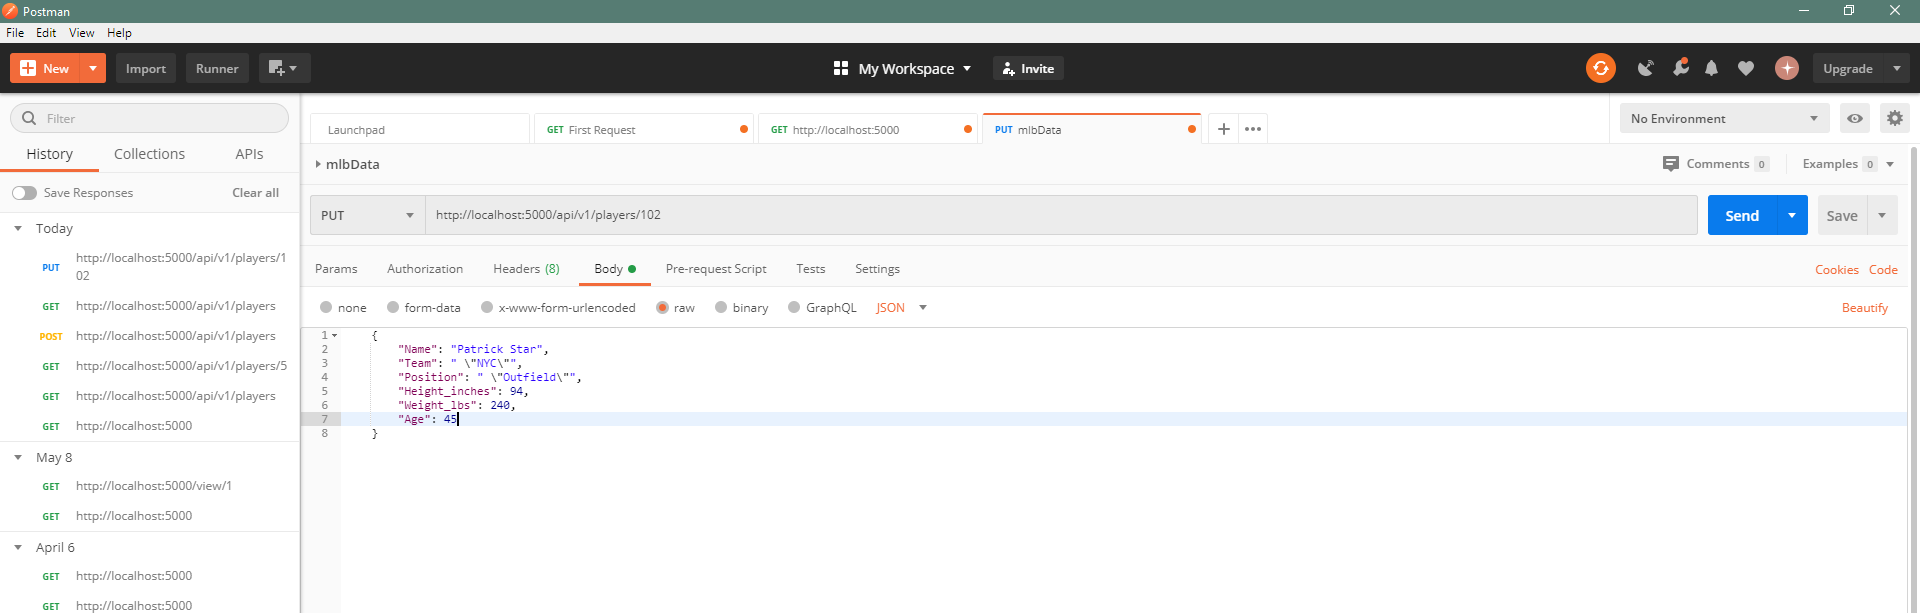 Postman
File Edit View Help
New Import Runner My Workspace Invite Upgrade
Filter
History Collections APIs
Save Responses Clear all
Today
PUT http://localhost:5000/api/v1/players/1
02
GET http://localhost:5000/api/v1/players
POST http://localhost:5000/api/v1/players
GET http://localhost:5000/api/v1/players/5
GET http://localhost:5000/api/v1/players
GET http://localhost:5000
May 8
GET http://localhost:5000/view/1
GET http://localhost:5000
April 6
GET http://localhost:5000
GET http://localhost:5000
Launchpad GET First Request GET http://localhost:5000 PUT mlbData No Environment
mlbData Comments 0 Examples 0
PUT http://localhost:5000/api/v1/players/102 Send Save
Params Authorization Headers (8) Body Pre-request Script Tests Settings Cookies Code
none form-data x-www-form-urlencoded raw binary GraphQL JSON Beautify
1 {
2 "Name": "Patrick Star",
3 "Team": " \"NYC\"",
4 "Position": " \"Outfield\"",
5 "Height_inches": 94,
6 "Weight_lbs": 240,
7 "Age": 45
8 }